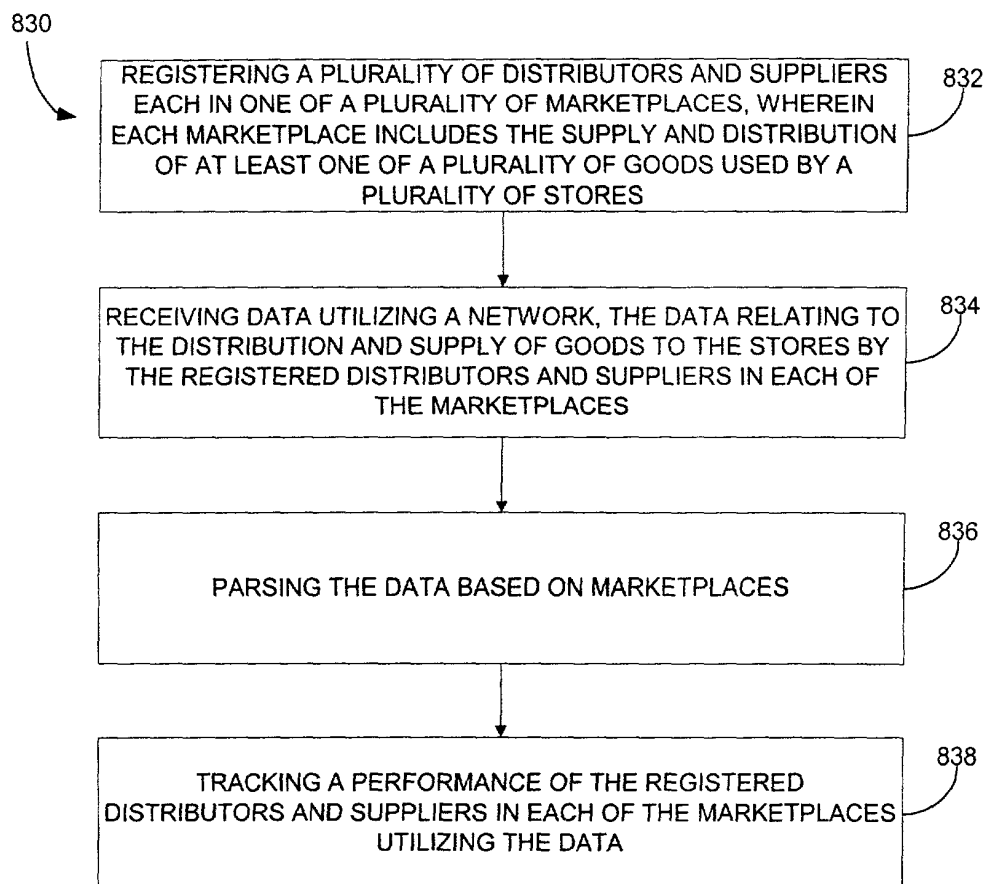 830
REGISTERING A PLURALITY OF DISTRIBUTORS AND SUPPLIERS
EACH IN ONE OF A PLURALITY OF MARKETPLACES, WHEREIN
EACH MARKETPLACE INCLUDES THE SUPPLY AND DISTRIBUTION
OF AT LEAST ONE OF A PLURALITY OF GOODS USED BY A
PLURALITY OF STORES
832
RECEIVING DATA UTILIZING A NETWORK, THE DATA RELATING TO
THE DISTRIBUTION AND SUPPLY OF GOODS TO THE STORES BY
THE REGISTERED DISTRIBUTORS AND SUPPLIERS IN EACH OF
THE MARKETPLACES
834
PARSING THE DATA BASED ON MARKETPLACES
836
TRACKING A PERFORMANCE OF THE REGISTERED
DISTRIBUTORS AND SUPPLIERS IN EACH OF THE MARKETPLACES
UTILIZING THE DATA
838